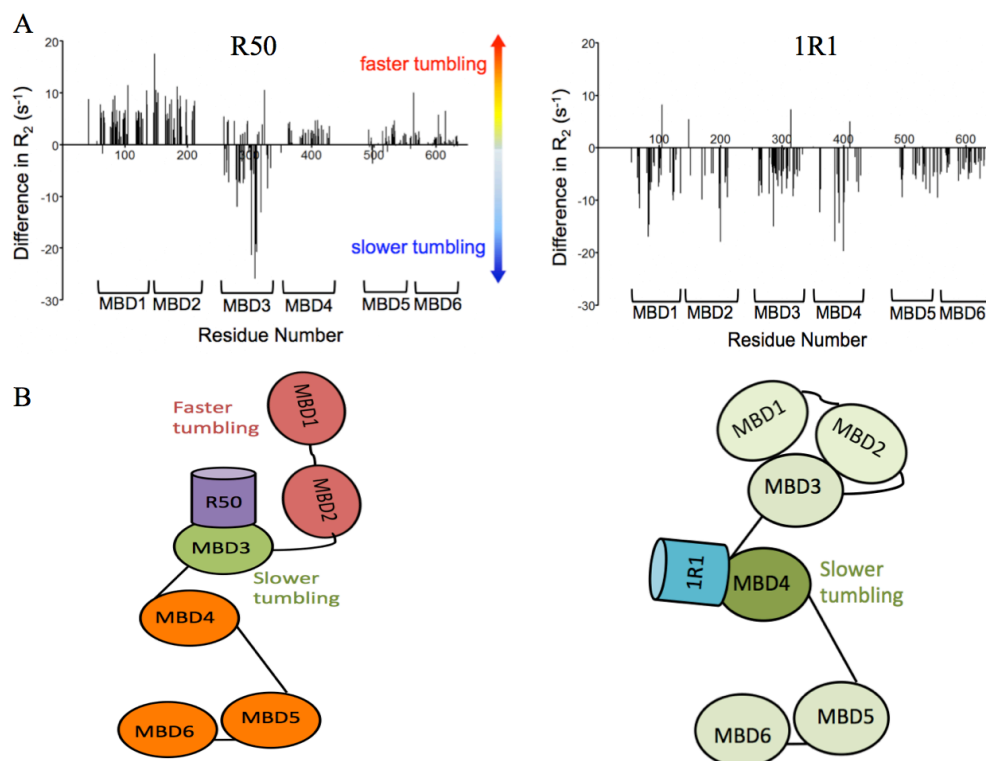 A
R50
1R1
Difference in R₂ (s⁻¹)
20
10
0
-10
-20
-30
100
200
300
400
500
600
faster tumbling
slower tumbling
MBD1 MBD2 MBD3 MBD4 MBD5 MBD6
Residue Number
Difference in R₂ (s⁻¹)
20
10
0
-10
-20
-30
100
200
300
400
500
600
MBD1 MBD2 MBD3 MBD4 MBD5 MBD6
Residue Number
B
Faster
tumbling
MBD1
MBD2
R50
MBD3
Slower
tumbling
MBD4
MBD5
MBD6
MBD1
MBD2
MBD3
1R1
MBD4
Slower
tumbling
MBD5
MBD6